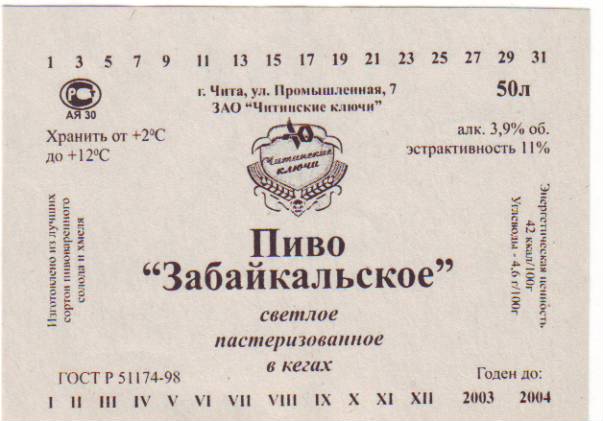 1 3 5 7 9 11 13 15 17 19 21 23 25 27 29 31
РСТ
АЯ 30
г. Чита, ул. Промышленная, 7
ЗАО “Читинские ключи”
50л
Хранить от +2ºС
до +12ºС
алк. 3,9% об.
эстрактивность 11%
Читинские
ключи
Изготовлено из лучших
сортов пивоваренного
солода и хмеля
Энергетическая ценность
42 ккал/100г
Углеводы - 4,6 г/100г
Пиво
“Забайкальское”
светлое
пастеризованное
в кегах
ГОСТ Р 51174-98
Годен до:
I II III IV V VI VII VIII IX X XI XII 2003 2004